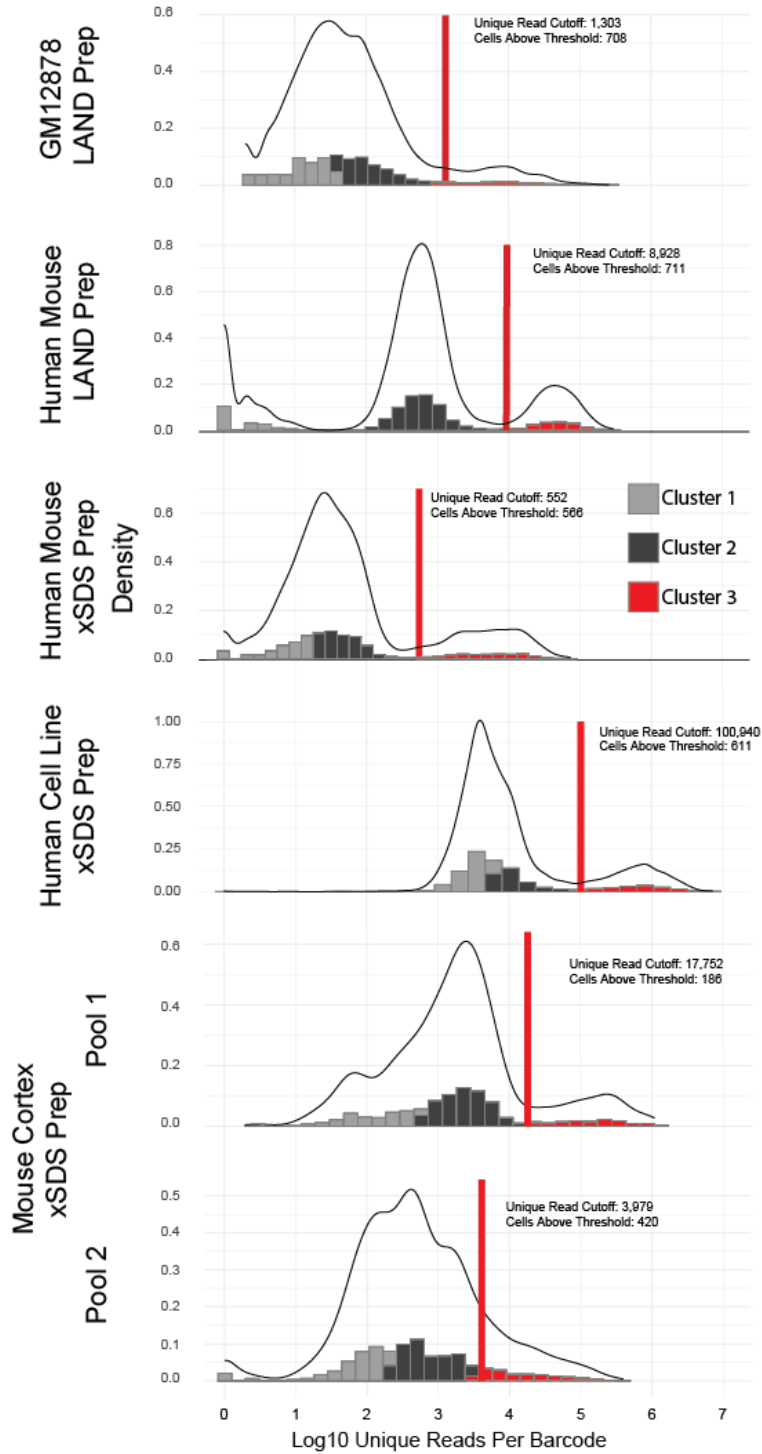 GM12878
LAND Prep
0.6
0.4
0.2
0.0
Unique Read Cutoff: 1,303
Cells Above Threshold: 708
Human Mouse
LAND Prep
0.8
0.6
0.4
0.2
0.0
Unique Read Cutoff: 8,928
Cells Above Threshold: 711
Human Mouse
xSDS Prep
Density
0.6
0.4
0.2
0.0
Unique Read Cutoff: 552
Cells Above Threshold: 566
Cluster 1
Cluster 2
Cluster 3
Human Cell Line
xSDS Prep
1.00
0.75
0.50
0.25
0.00
Unique Read Cutoff: 100,940
Cells Above Threshold: 611
Mouse Cortex
xSDS Prep
Pool 1
0.6
0.4
0.2
0.0
Unique Read Cutoff: 17,752
Cells Above Threshold: 186
Pool 2
0.5
0.4
0.3
0.2
0.1
0.0
Unique Read Cutoff: 3,979
Cells Above Threshold: 420
0 1 2 3 4 5 6 7
Log10 Unique Reads Per Barcode